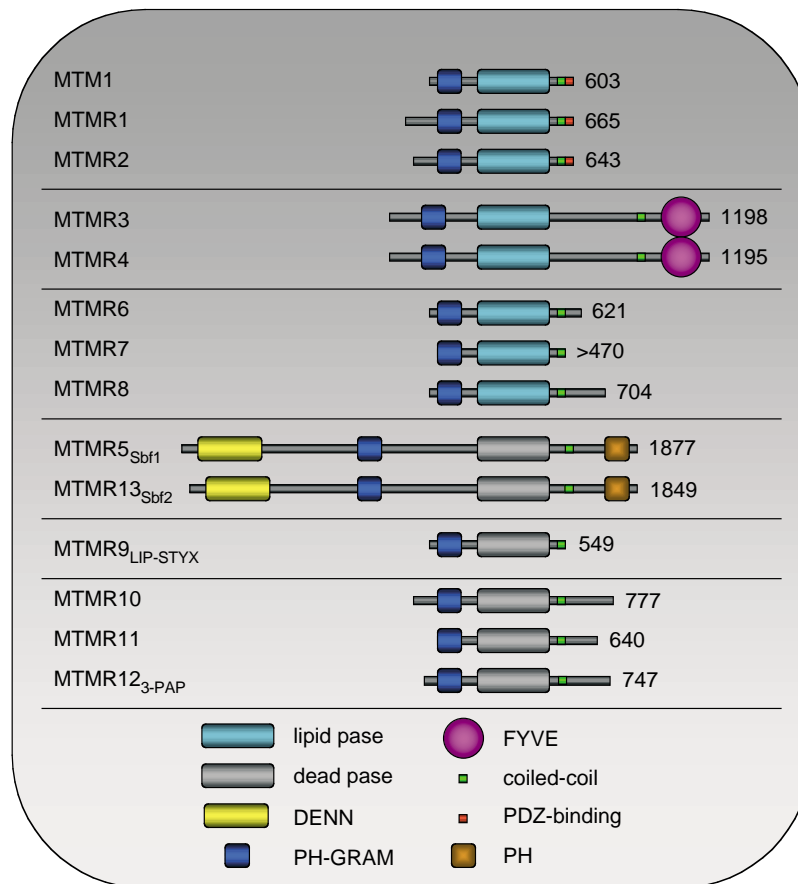 MTM1 603
MTMR1 665
MTMR2 643
MTMR3 1198
MTMR4 1195
MTMR6 621
MTMR7 >470
MTMR8 704
MTMR5Sbf1 1877
MTMR13Sbf2 1849
MTMR9LIP-STYX 549
MTMR10 777
MTMR11 640
MTMR123-PAP 747
lipid pase FYVE
dead pase coiled-coil
DENN PDZ-binding
PH-GRAM PH